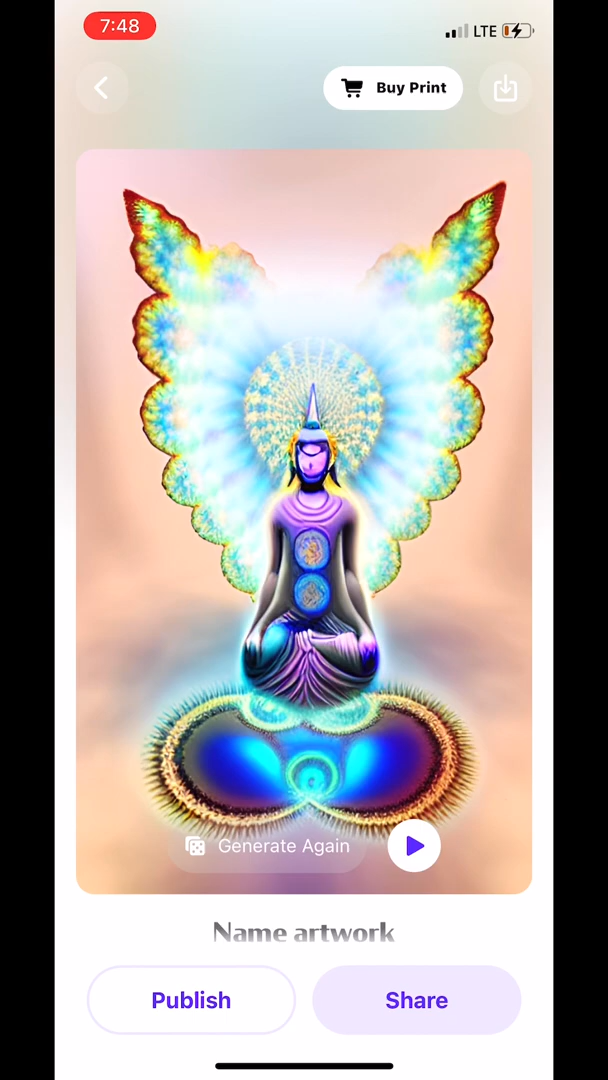 7:48
LTE
Buy Print
Generate Again
Name artwork
Publish
Share